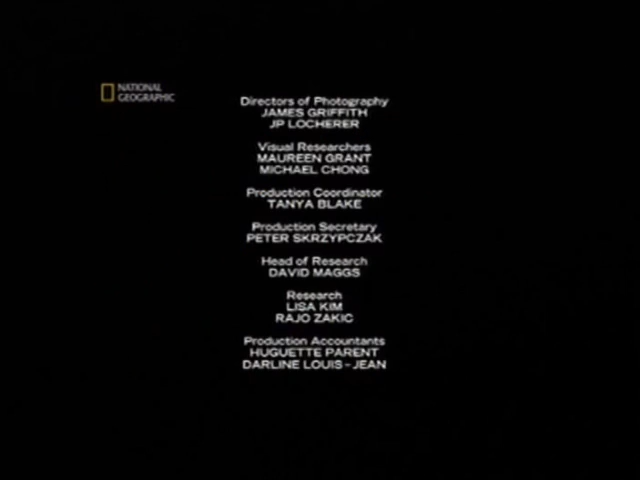 NATIONAL
GEOGRAPHIC
Directors of Photography
JAMES GRIFFITH
JP LOCHERER
Visual Researchers
MAUREEN GRANT
MICHAEL CHONG
Production Coordinator
TANYA BLAKE
Production Secretary
PETER SKRZYPCZAK
Head of Research
DAVID MAGGS
Research
LISA KIM
RAJO ZAKIC
Production Accountants
HUGUETTE PARENT
DARLINE LOUIS-JEAN